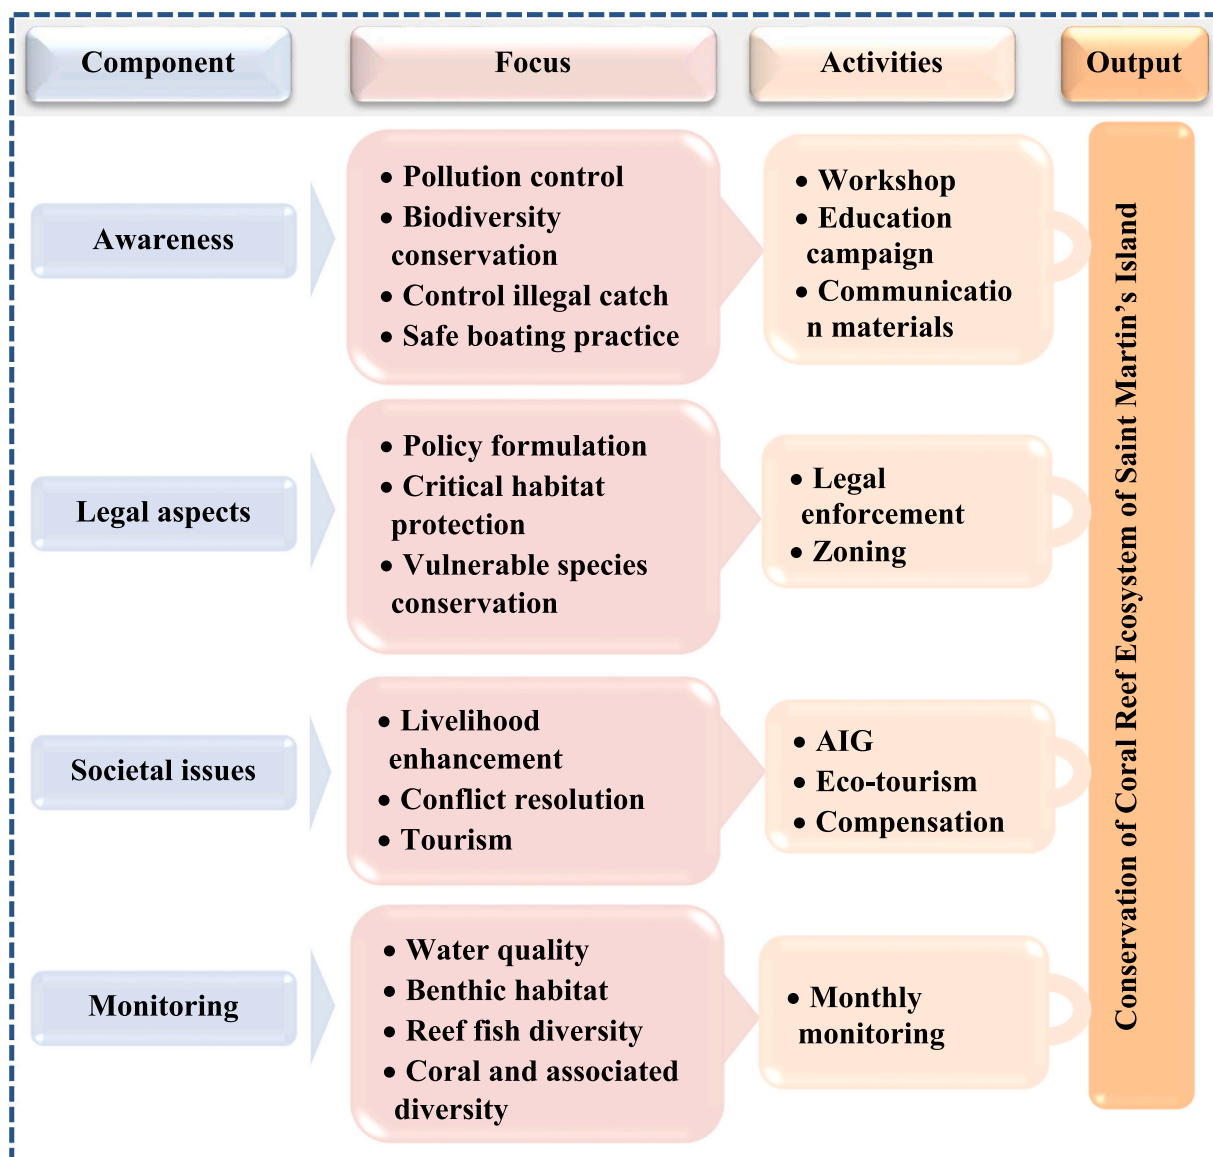 Component
Focus
Activities
Output
Awareness
• Pollution control
• Biodiversity
conservation
• Control illegal catch
• Safe boating practice
• Workshop
• Education
campaign
• Communicatio
n materials
Legal aspects
• Policy formulation
• Critical habitat
protection
• Vulnerable species
conservation
• Legal
enforcement
• Zoning
Societal issues
• Livelihood
enhancement
• Conflict resolution
• Tourism
• AIG
• Eco-tourism
• Compensation
Monitoring
• Water quality
• Benthic habitat
• Reef fish diversity
• Coral and associated
diversity
• Monthly
monitoring
Conservation of Coral Reef Ecosystem of Saint Martin’s Island